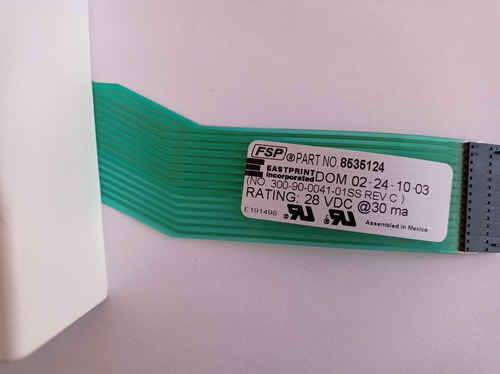 FSP ® PART NO. 8535124
EASTPRINT incorporated DOM 02-24-10-03
(NO. 300-90-0041-01SS REV C)
RATING: 28 VDC @30 ma
E191496
Assembled in Mexico